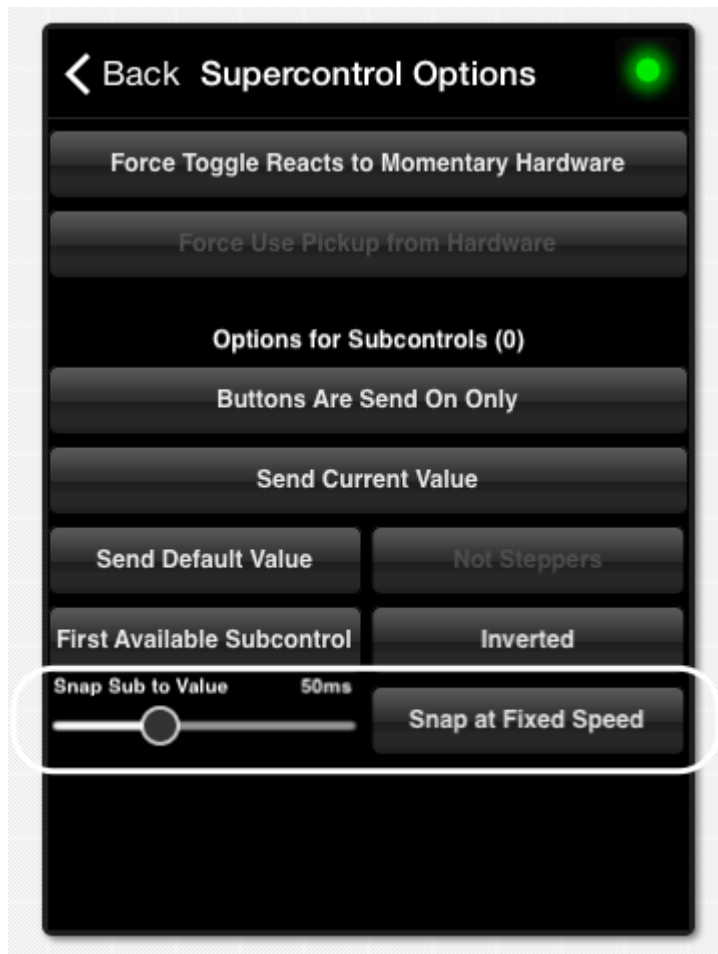 Back Supercontrol Options
Force Toggle Reacts to Momentary Hardware
Force Use Pickup from Hardware
Options for Subcontrols (0)
Buttons Are Send On Only
Send Current Value
Send Default Value Not Steppers
First Available Subcontrol Inverted
Snap Sub to Value 50ms
Snap at Fixed Speed